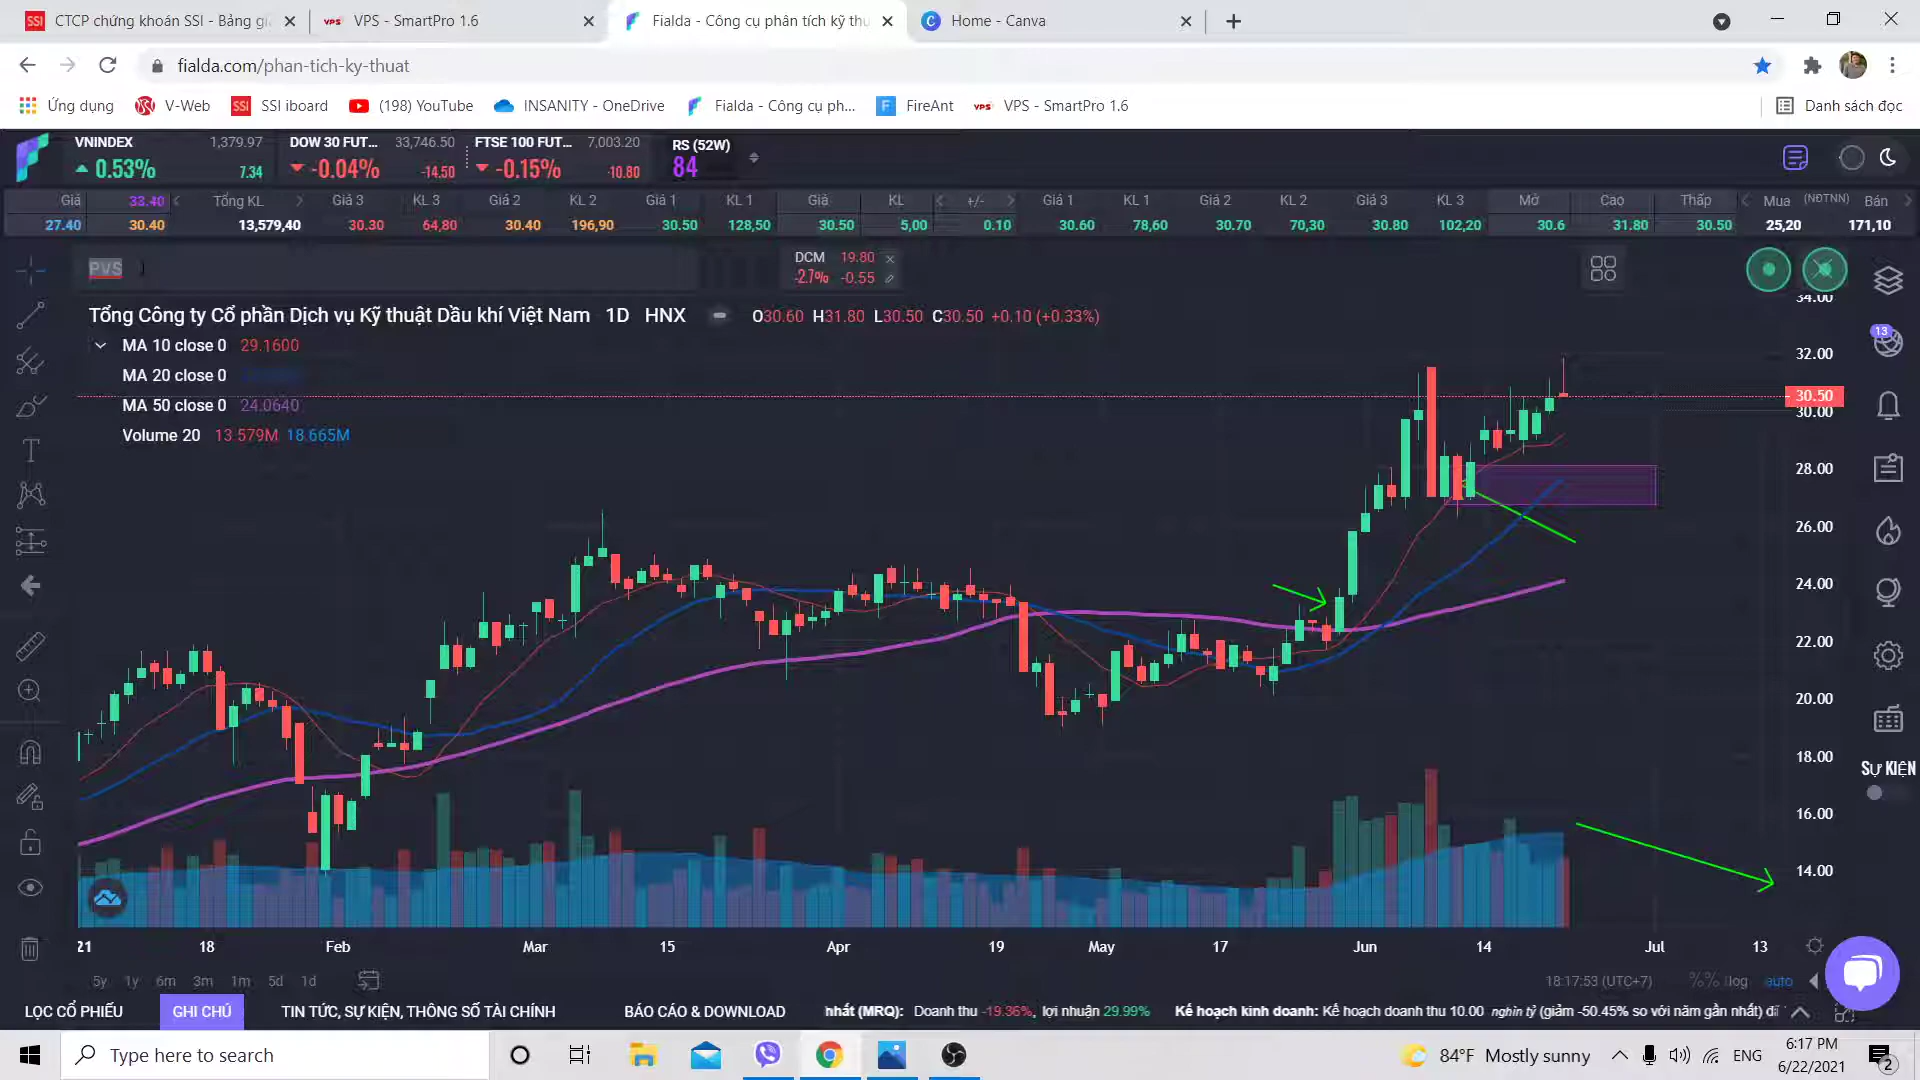 CTCP chứng khoán SSI - Bảng gi
VPS - SmartPro 1.6
Fialda - Công cụ phân tích kỹ thu
Home - Canva
fialda.com/phan-tich-ky-thuat
Ứng dụng
V-Web
SSI iboard
(198) YouTube
INSANITY - OneDrive
Fialda - Công cụ ph...
FireAnt
VPS - SmartPro 1.6
Danh sách đọc
VNINDEX 1,379.97
0.53% 7.34
DOW 30 FUT... 33,746.50
-0.04% -14.50
FTSE 100 FUT... 7,003.20
-0.15% -10.80
RS (52W)
84
Giá 33.40 Tổng KL Giá 3 KL 3 Giá 2 KL 2 Giá 1 KL 1 Giá KL +/- Giá 1 KL 1 Giá 2 KL 2 Giá 3 KL 3 Mở Cao Thấp Mua (NĐTNN) Bán
27.40 30.40 13,579,40 30.30 64,80 30.40 196,90 30.50 128,50 30.50 5,00 0.10 30.60 78,60 30.70 70,30 30.80 102,20 30.6 31.80 30.50 25,20 171,10
PVS
DCM 19.80
-2.7% -0.55
Tổng Công ty Cổ phần Dịch vụ Kỹ thuật Dầu khí Việt Nam 1D HNX
O30.60 H31.80 L30.50 C30.50 +0.10 (+0.33%)
MA 10 close 0 29.1600
MA 20 close 0
MA 50 close 0 24.0640
Volume 20 13.579M 18.665M
34.00
32.00
30.50
30.00
28.00
26.00
24.00
22.00
20.00
18.00
16.00
14.00
13
SỰ KIỆN
21 18 Feb Mar 15 Apr 19 May 17 Jun 14 Jul 13
5y 1y 6m 3m 1m 5d 1d
18:17:53 (UTC+7) % log auto
LỌC CỔ PHIẾU
GHI CHÚ
TIN TỨC, SỰ KIỆN, THÔNG SỐ TÀI CHÍNH
BÁO CÁO & DOWNLOAD
nhất (MRQ): Doanh thu -19.36%, lợi nhuận 29.99% Kế hoạch kinh doanh: Kế hoạch doanh thu 10.00 nghìn tỷ (giảm -50.45% so với năm gần nhất) đi
Type here to search
84°F Mostly sunny
ENG
6:17 PM
6/22/2021
2